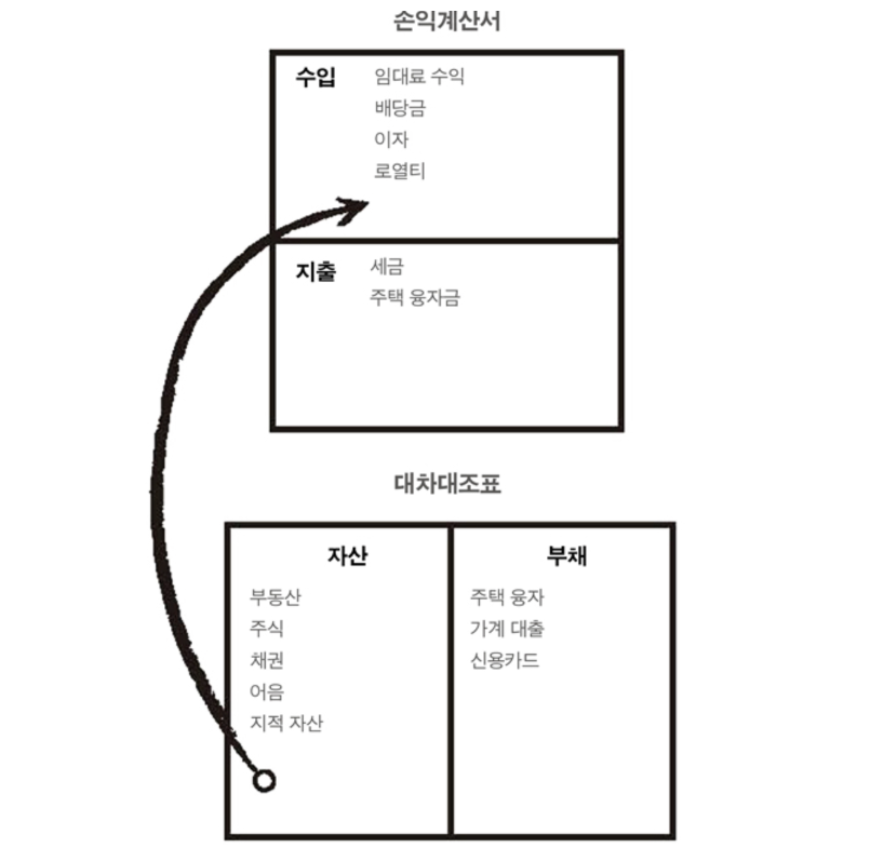 손익계산서
수입 임대료 수익
배당금
이자
로열티
지출 세금
주택 융자금
대차대조표
자산
부동산
주식
채권
어음
지적 자산
부채
주택 융자
가계 대출
신용카드